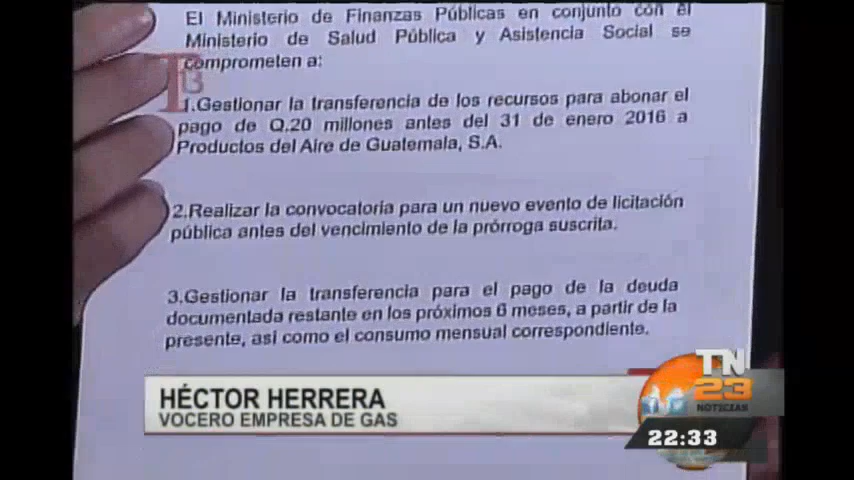 El Ministerio de Finanzas Públicas en conjunto con el
Ministerio de Salud Pública y Asistencia Social se
comprometen a:
1.Gestionar la transferencia de los recursos para abonar el
pago de Q.20 millones antes del 31 de enero 2016 a
Productos del Aire de Guatemala, S.A.
2.Realizar la convocatoria para un nuevo evento de licitación
pública antes del vencimiento de la prórroga suscrita.
3.Gestionar la transferencia para el pago de la deuda
documentada restante en los próximos 6 meses, a partir de la
presente, asi como el consumo mensual correspondiente.
HÉCTOR HERRERA
VOCERO EMPRESA DE GAS
TN
23
NOTICIAS
22:33